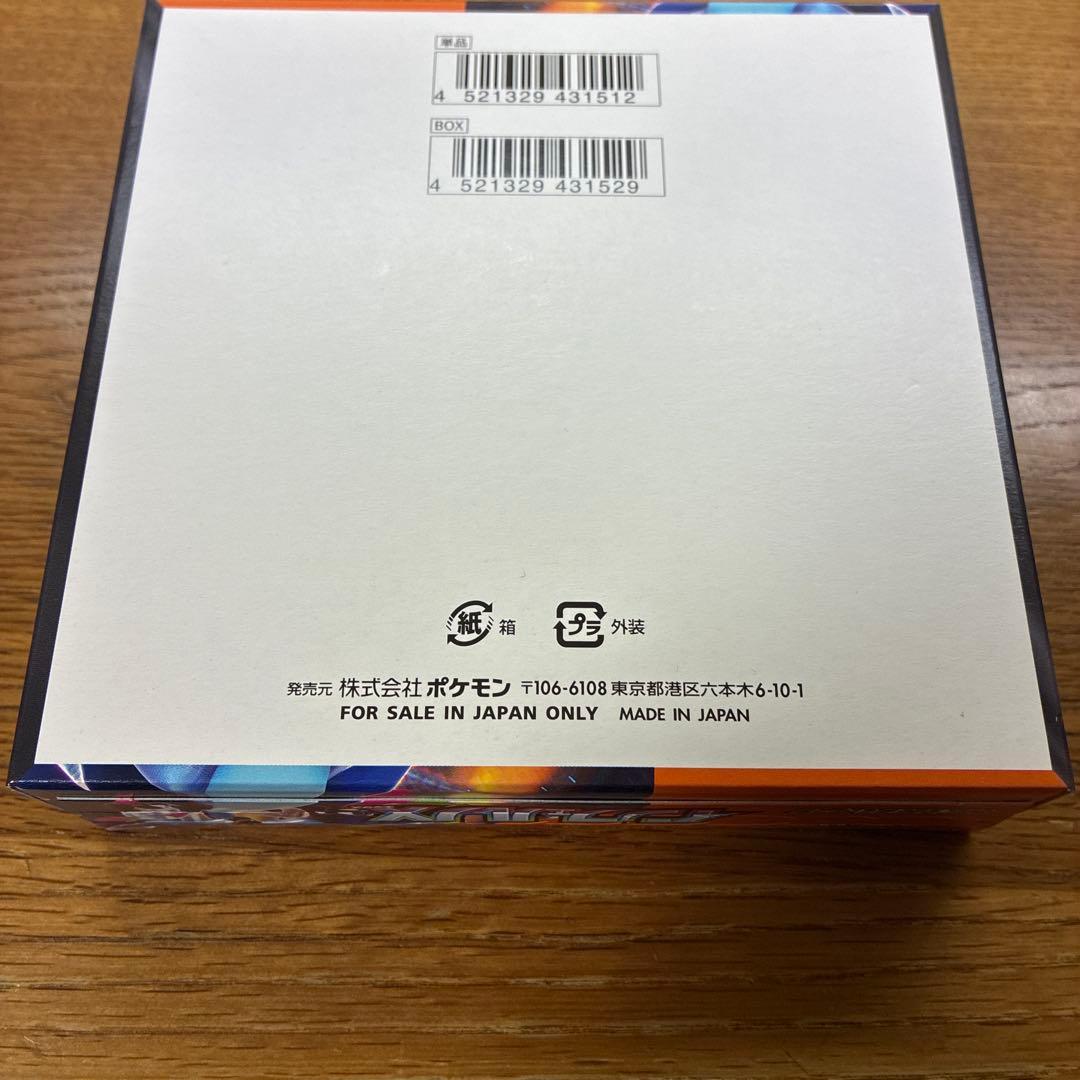 単品
4 521329 431512
BOX
4 521329 431529
紙 箱 プラ 外装
発売元 株式会社ポケモン 〒106-6108 東京都港区六本木6-10-1
FOR SALE IN JAPAN ONLY MADE IN JAPAN